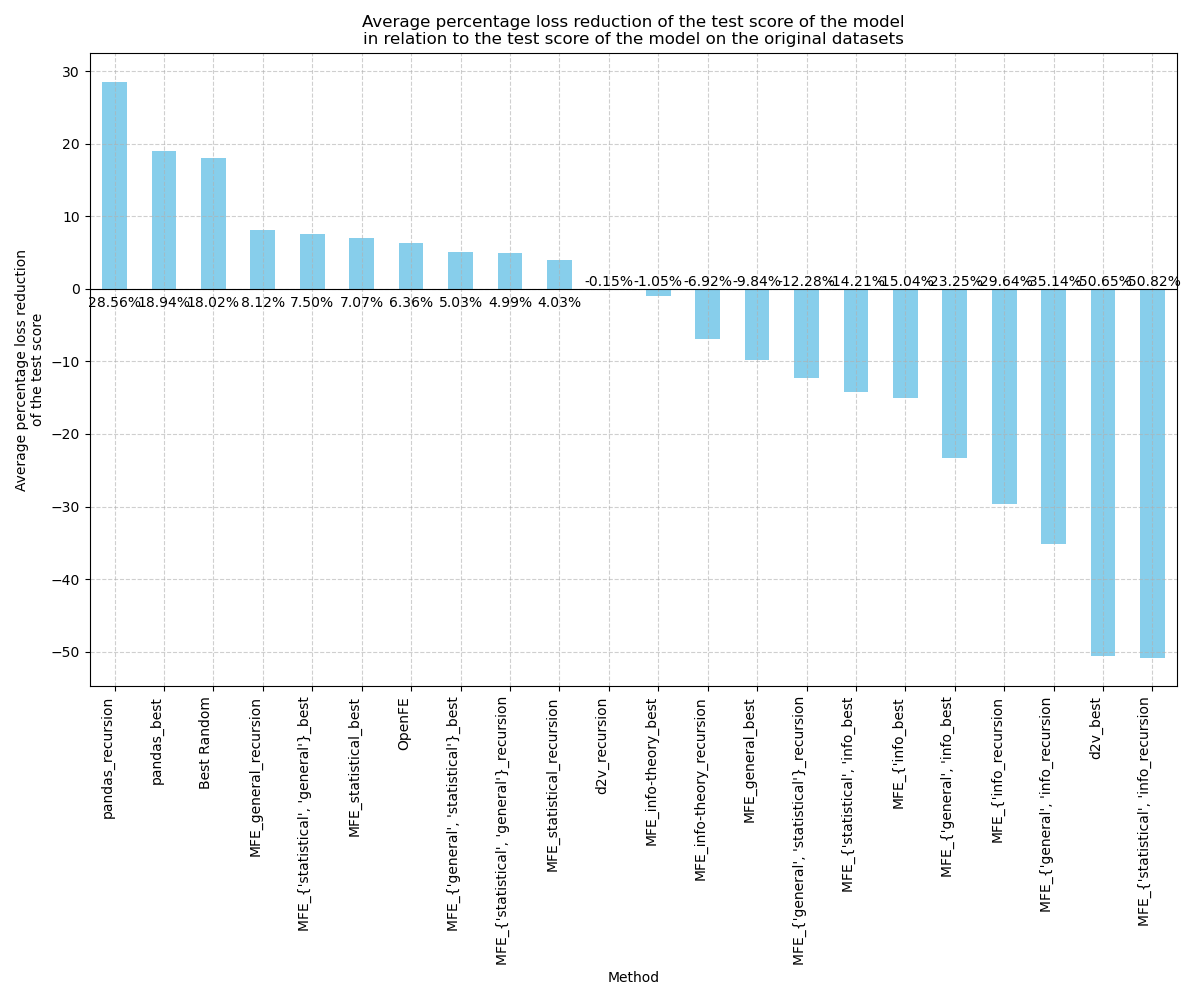 Average percentage loss reduction of the test score of the model
in relation to the test score of the model on the original datasets
Average percentage loss reduction
of the test score
30
20
10
0
−10
−20
−30
−40
−50
28.56%
18.94%
18.02%
8.12%
7.50%
7.07%
6.36%
5.03%
4.99%
4.03%
-0.15%
-1.05%
-6.92%
-9.84%
-12.28%
-14.21%
-15.04%
-23.25%
-29.64%
-35.14%
-50.65%
-50.82%
pandas_recursion
pandas_best
Best Random
MFE_general_recursion
MFE_{'statistical', 'general'}_best
MFE_statistical_best
OpenFE
MFE_{'general', 'statistical'}_best
MFE_{'statistical', 'general'}_recursion
MFE_statistical_recursion
d2v_recursion
MFE_info-theory_best
MFE_info-theory_recursion
MFE_general_best
MFE_{'general', 'statistical'}_recursion
MFE_{'statistical', 'info_best
MFE_{'info_best
MFE_{'general', 'info_best
MFE_{'info_recursion
MFE_{'general', 'info_recursion
d2v_best
MFE_{'statistical', 'info_recursion
Method